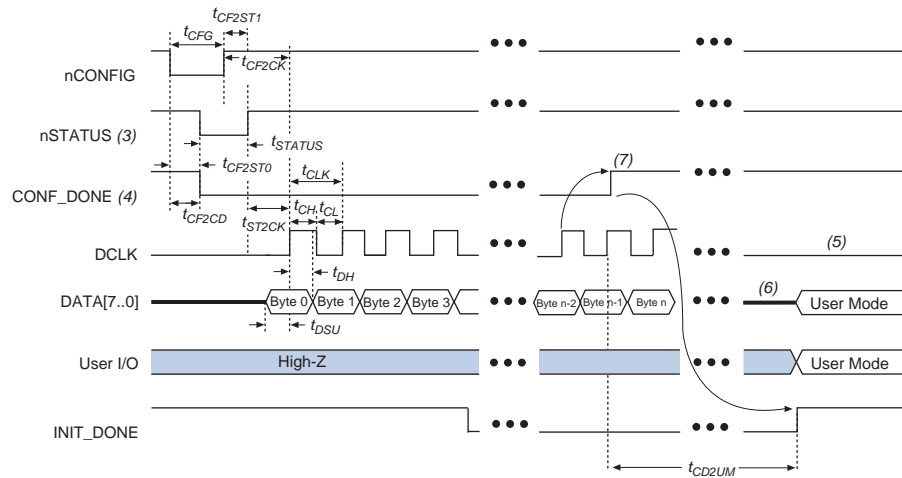 tCF2ST1
tCFG
tCF2CK
nCONFIG
nSTATUS (3)
tSTATUS
tCF2ST0
tCLK
(7)
CONF_DONE (4)
tCF2CD
tST2CK
tCH
tCL
DCLK
(5)
tDH
DATA[7..0]
Byte 0
Byte 1
Byte 2
Byte 3
Byte n-2
Byte n-1
Byte n
(6)
User Mode
tDSU
User I/O
High-Z
User Mode
INIT_DONE
tCD2UM